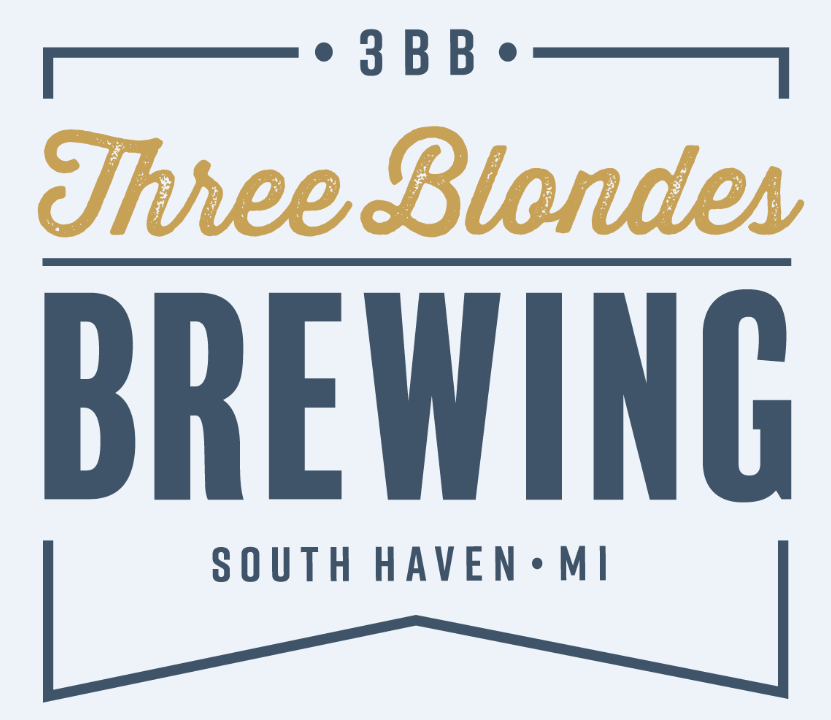 • 3BB •
Three Blondes
BREWING
SOUTH HAVEN • MI